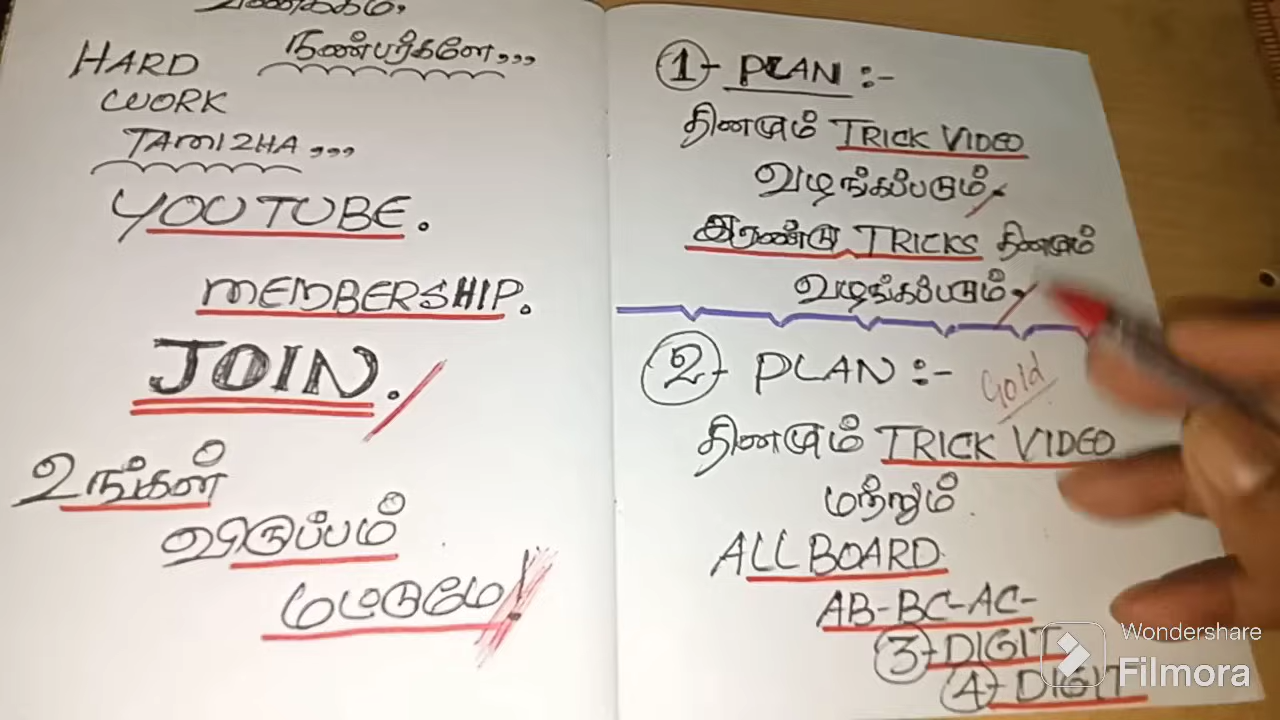 வணக்கம்,
நண்பர்களே,,,
HARD
WORK
TAMIZHA,,,
YOUTUBE.
MEMBERSHIP.
JOIN.
உங்கள்
விருப்பம்
மட்டுமே!
1- PLAN :-
தினமும் TRICK VIDEO
வழங்கப்படும்
இரண்டு TRICKS தினமும்
வழங்கப்படும்
2- PLAN :-
Gold
தினமும் TRICK VIDEO
மற்றும்
ALL BOARD
AB-BC-AC-
3-DIGIT
4-DIGIT
Wondershare
Filmora